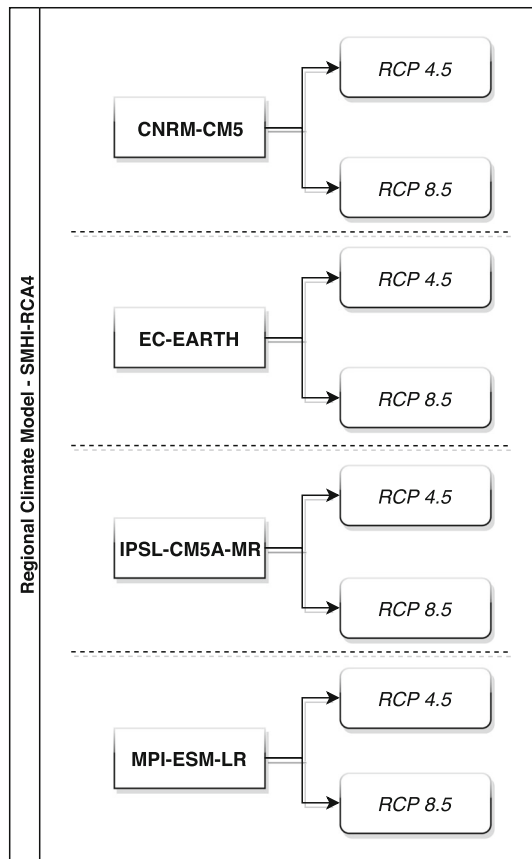 Regional Climate Model - SMHI-RCA4
CNRM-CM5
RCP 4.5
RCP 8.5
EC-EARTH
RCP 4.5
RCP 8.5
IPSL-CM5A-MR
RCP 4.5
RCP 8.5
MPI-ESM-LR
RCP 4.5
RCP 8.5